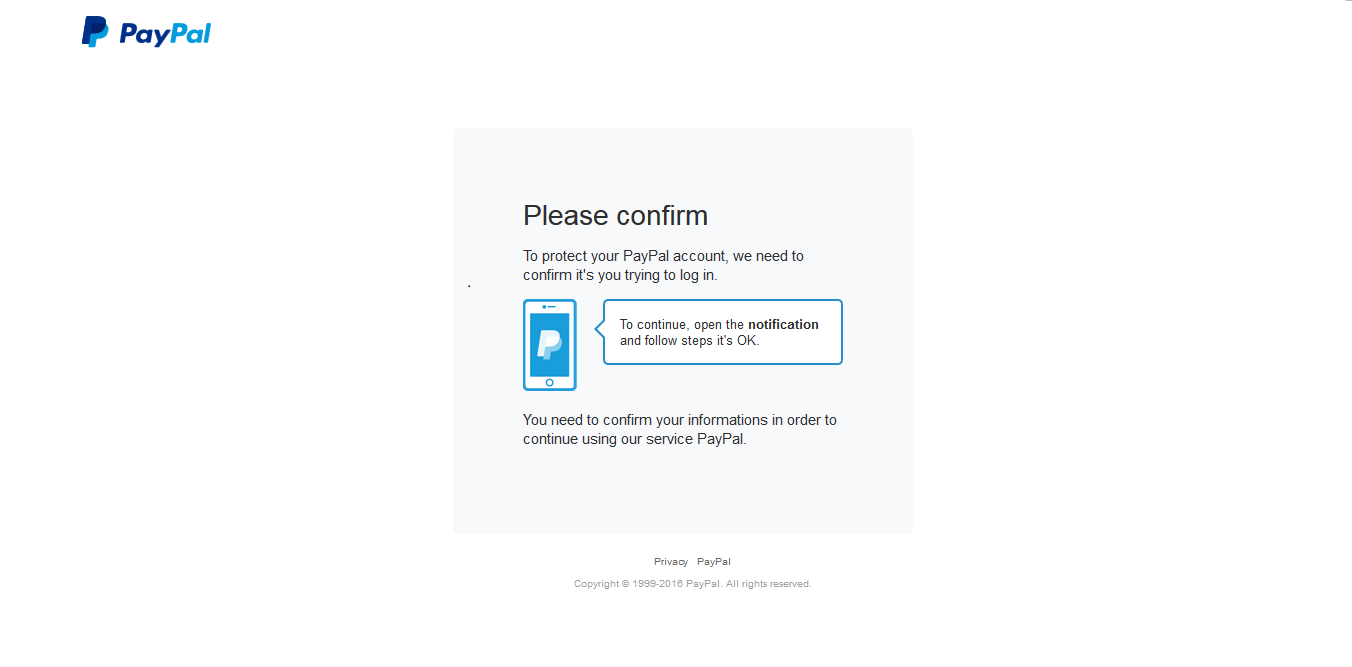 PayPal
Please confirm
To protect your PayPal account, we need to
confirm it's you trying to log in.
.
To continue, open the notification
and follow steps it's OK.
You need to confirm your informations in order to
continue using our service PayPal.
Privacy PayPal
Copyright © 1999-2016 PayPal. All rights reserved.